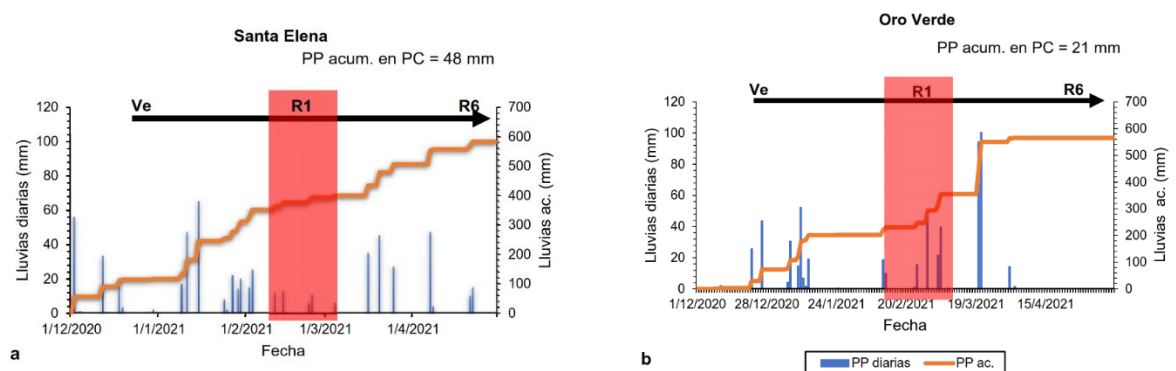 Santa Elena
PP acum. en PC = 48 mm
Ve
R1
R6
120
100
80
60
40
20
0
700
600
500
400
300
200
100
0
Lluvias diarias (mm)
Lluvias ac. (mm)
1/12/2020 1/1/2021 1/2/2021 1/3/2021 1/4/2021
Fecha
a
Oro Verde
PP acum. en PC = 21 mm
Ve
R1
R6
120
100
80
60
40
20
0
700
600
500
400
300
200
100
0
Lluvias diarias (mm)
Lluvias ac. (mm)
1/12/2020 28/12/2020 24/1/2021 20/2/2021 19/3/2021 15/4/2021
Fecha
b
PP diarias PP ac.